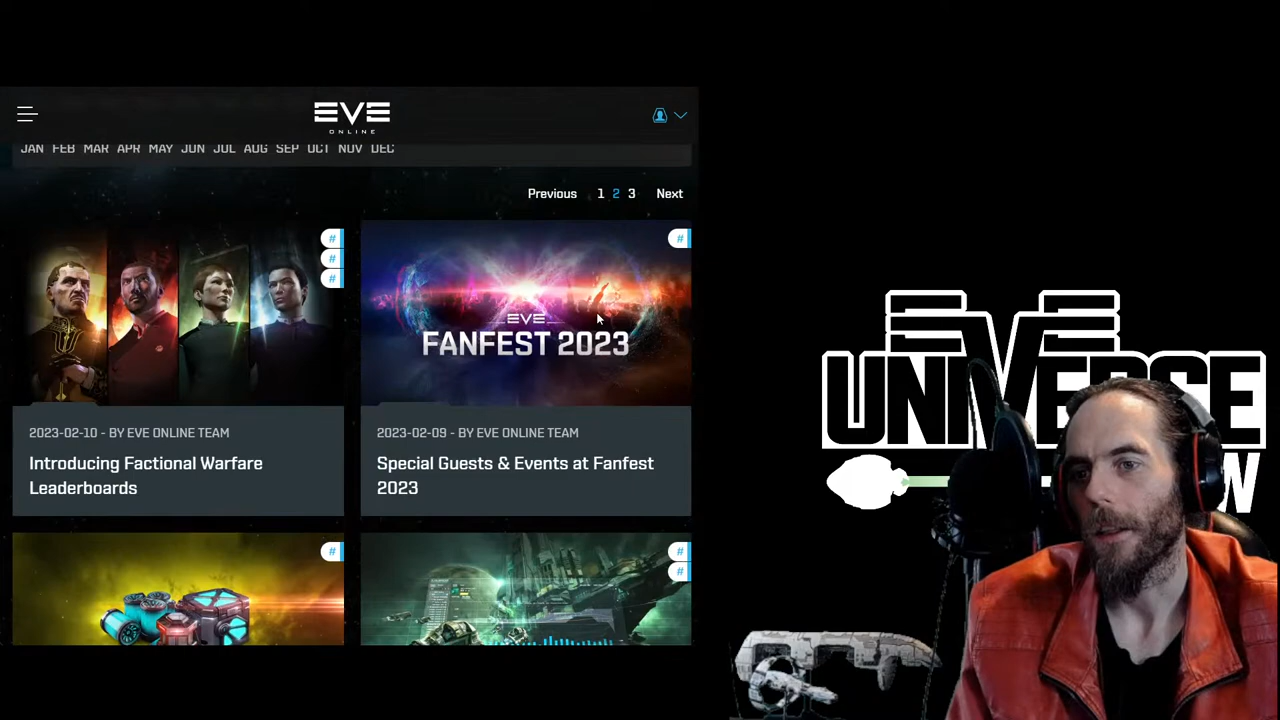 EVE
ONLINE
JAN FEB MAR APR MAY JUN JUL AUG SEP OCT NOV DEC
Previous 1 2 3 Next
#
#
#
#
EVE
FANFEST 2023
2023-02-10 - BY EVE ONLINE TEAM
Introducing Factional Warfare
Leaderboards
2023-02-09 - BY EVE ONLINE TEAM
Special Guests & Events at Fanfest
2023
#
#
#
EVE
UNIVERSE